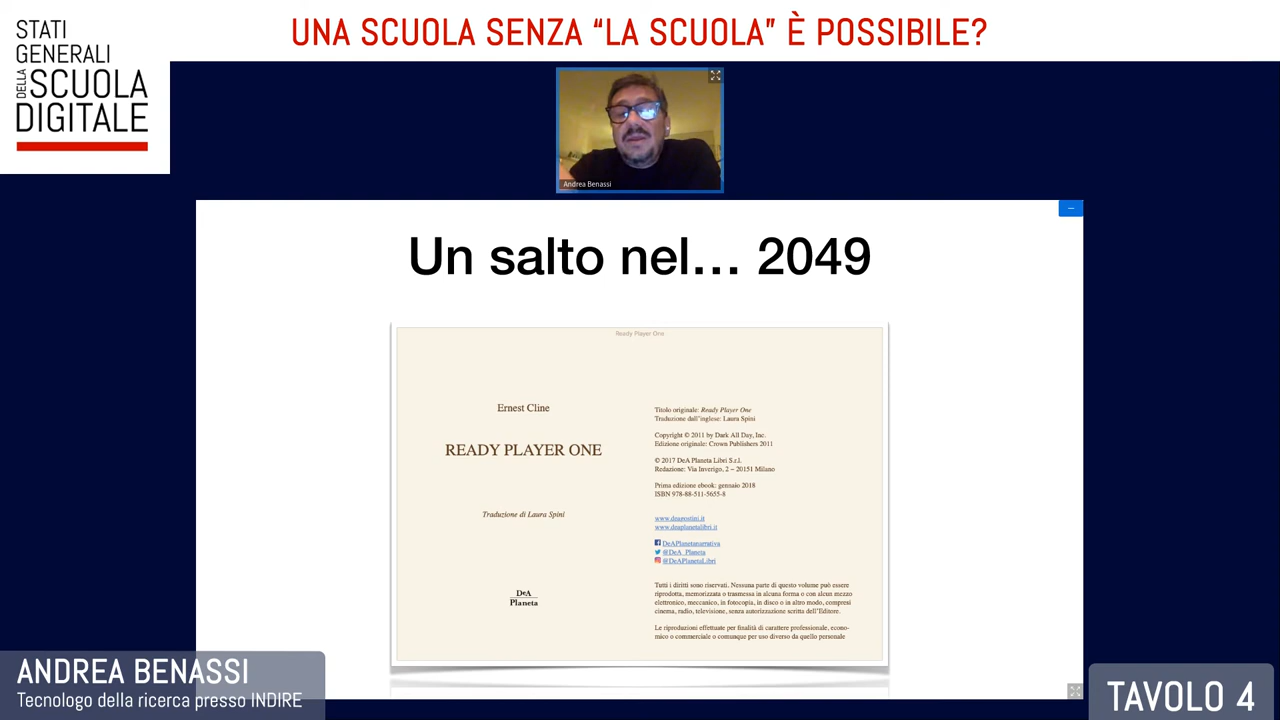 STATI
GENERALI
DELLA SCUOLA
DIGITALE
UNA SCUOLA SENZA “LA SCUOLA” È POSSIBILE?
Andrea Benassi
Un salto nel… 2049
Ready Player One
Ernest Cline
READY PLAYER ONE
Traduzione di Laura Spini
DeA
Planeta
Titolo originale: Ready Player One
Traduzione dall’inglese: Laura Spini
Copyright © 2011 by Dark All Day, Inc.
Edizione originale: Crown Publishers 2011
© 2017 DeA Planeta Libri S.r.l.
Redazione: Via Inverigo, 2 – 20151 Milano
Prima edizione ebook: gennaio 2018
ISBN 978-88-511-5655-8
www.deagostini.it
www.deaplanetalibri.it
DeAPlanetanarrativa
@DeA_Planeta
@DeAPlanetaLibri
Tutti i diritti sono riservati. Nessuna parte di questo volume può essere
riprodotta, memorizzata o trasmessa in alcuna forma o con alcun mezzo
elettronico, meccanico, in fotocopia, in disco o in altro modo, compresi
cinema, radio, televisione, senza autorizzazione scritta dell’Editore.
Le riproduzioni effettuate per finalità di carattere professionale, econo-
mico o commerciale o comunque per uso diverso da quello personale
ANDREA BENASSI
Tecnologo della ricerca presso INDIRE
TAVOLO 4